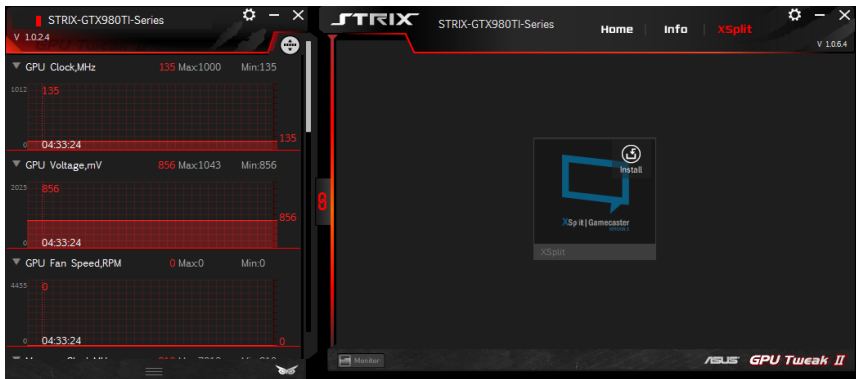 STRIX-GTX980TI-Series
V 1.0.2.4
GPU Clock,MHz 135 Max:1000 Min:135
1012 135
135
0 04:33:24
GPU Voltage,mV 856 Max:1043 Min:856
2025 856
856
0 04:33:24
GPU Fan Speed,RPM 0 Max:0 Min:0
4455 0
0 04:33:24 0
STRIX STRIX-GTX980TI-Series Home Info XSplit
V 1.0.6.4
Install
XSplit | Gamecaster
XSplit
Monitor
ASUS GPU Tweak II